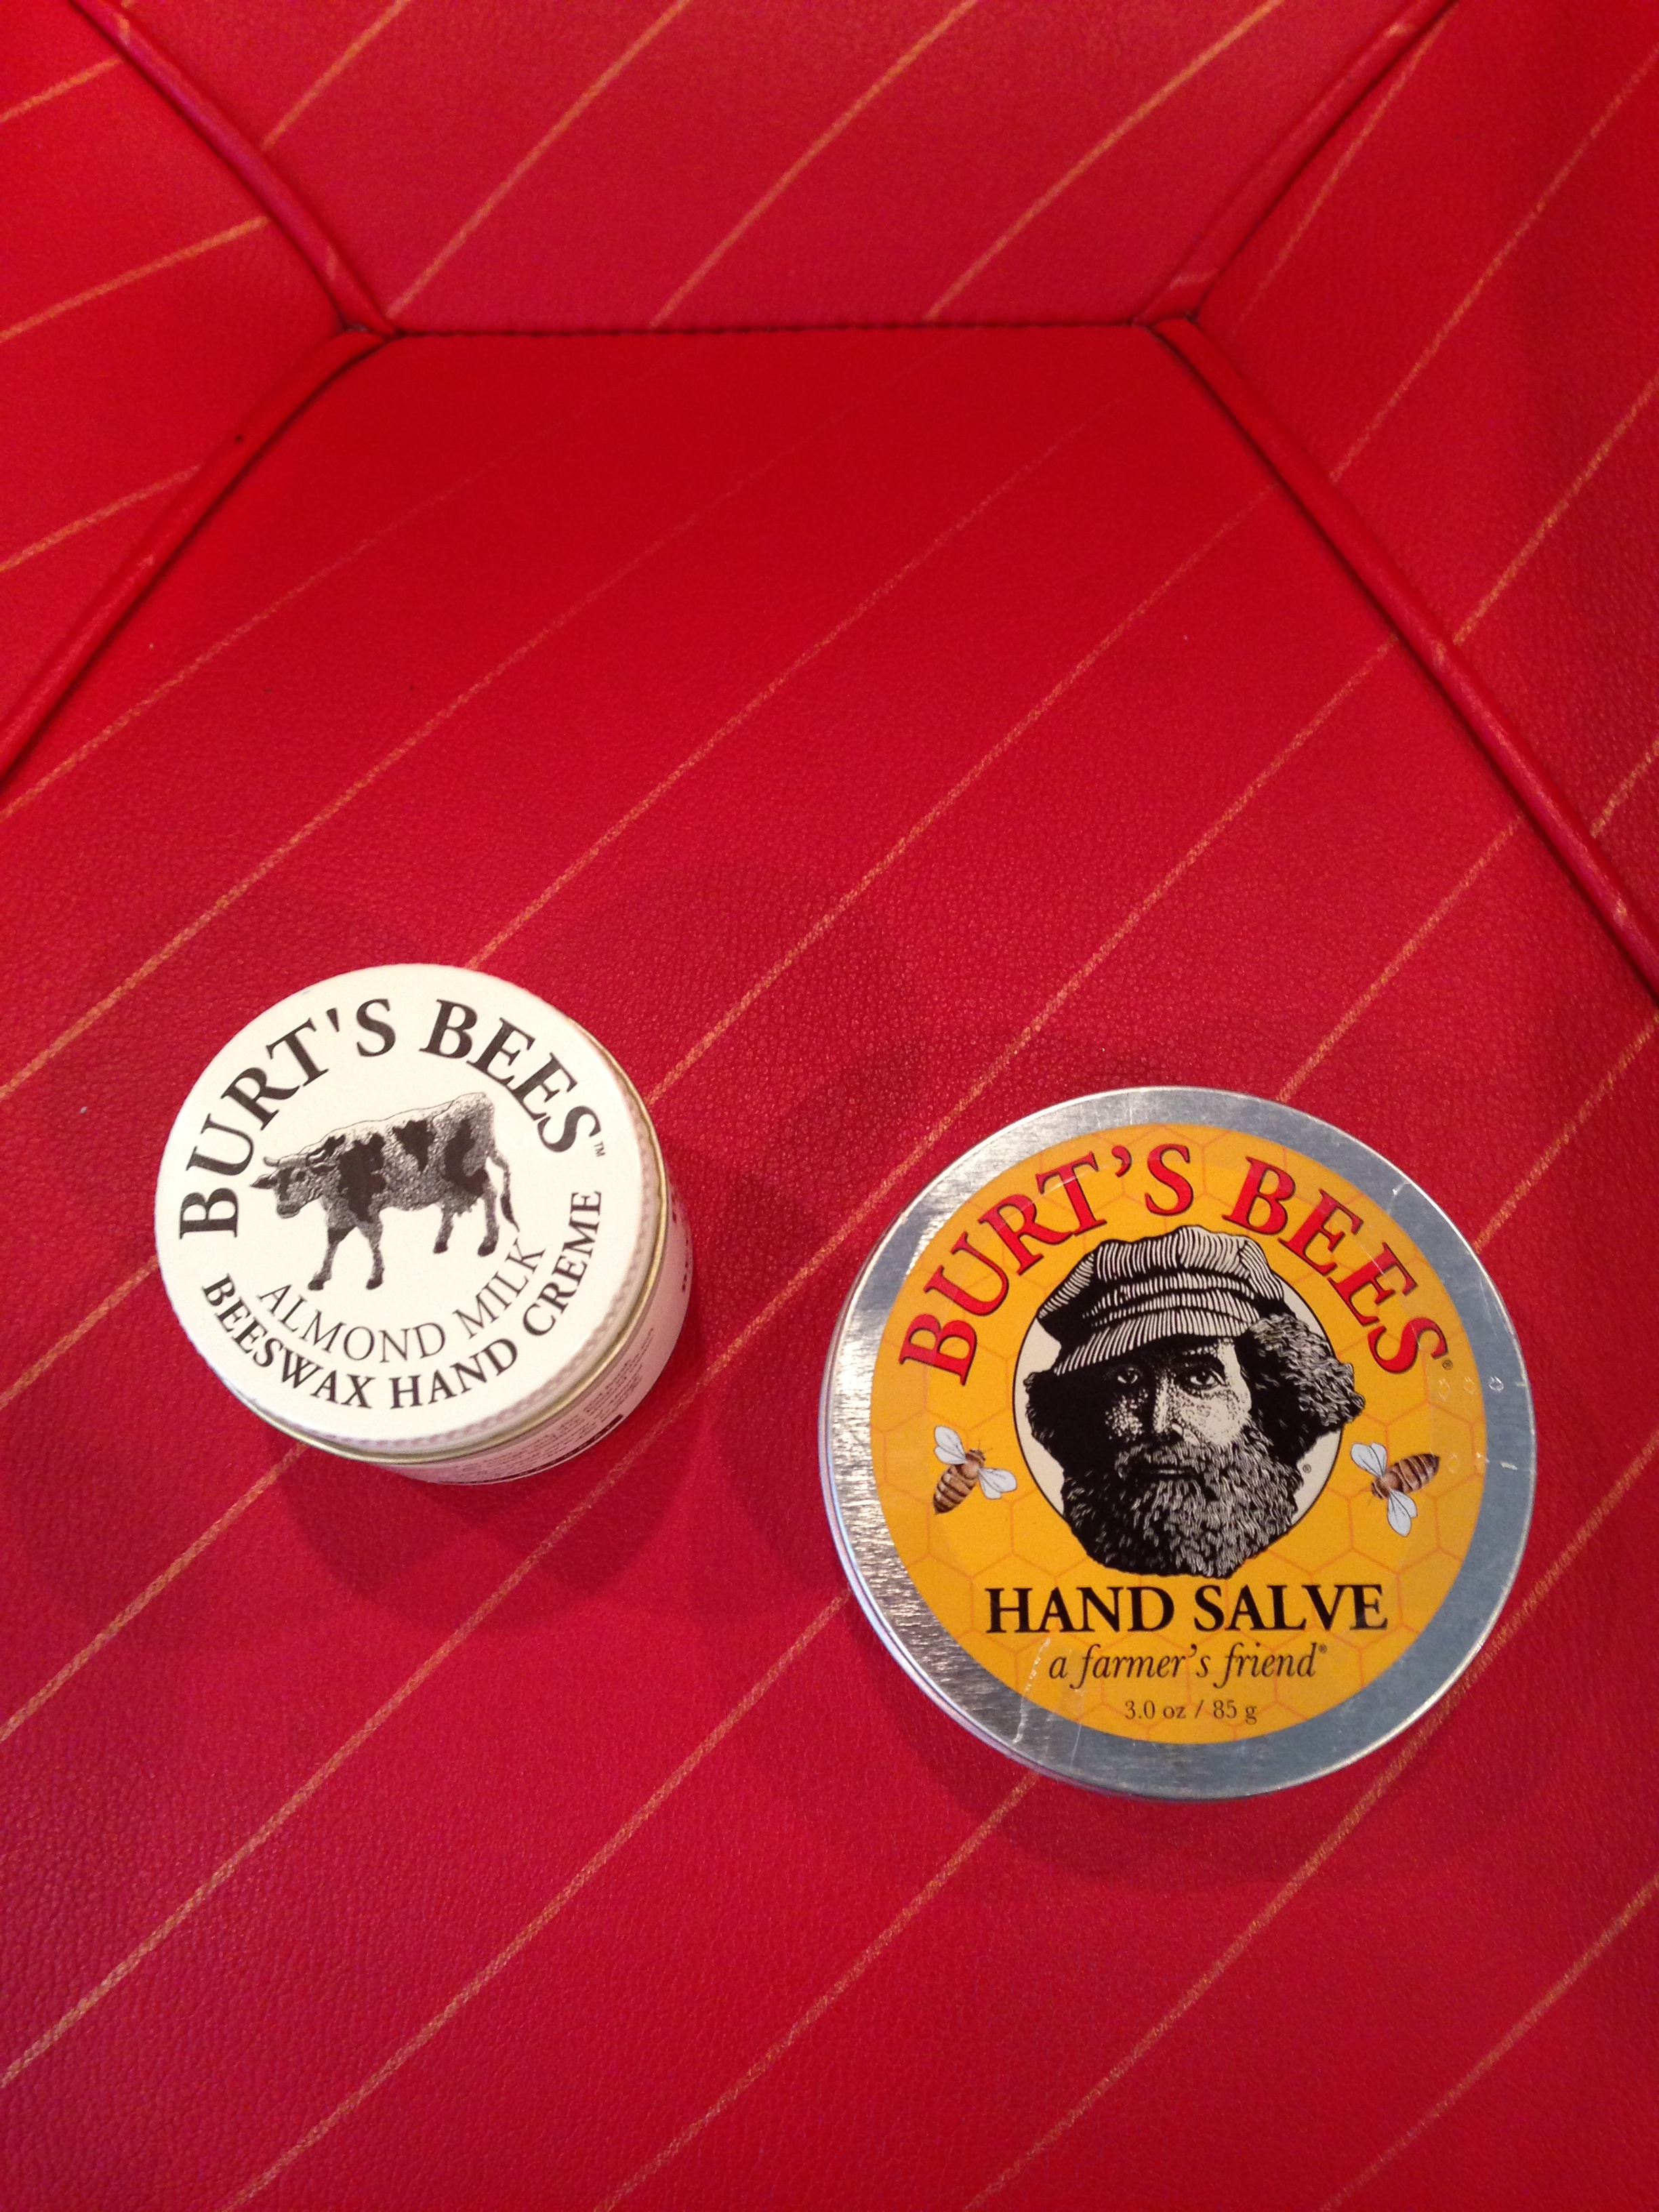 BURT'S BEES™
ALMOND MILK
BEESWAX HAND CREME
BURT'S BEES®
®
HAND SALVE
a farmer's friend®
3.0 oz / 85 g